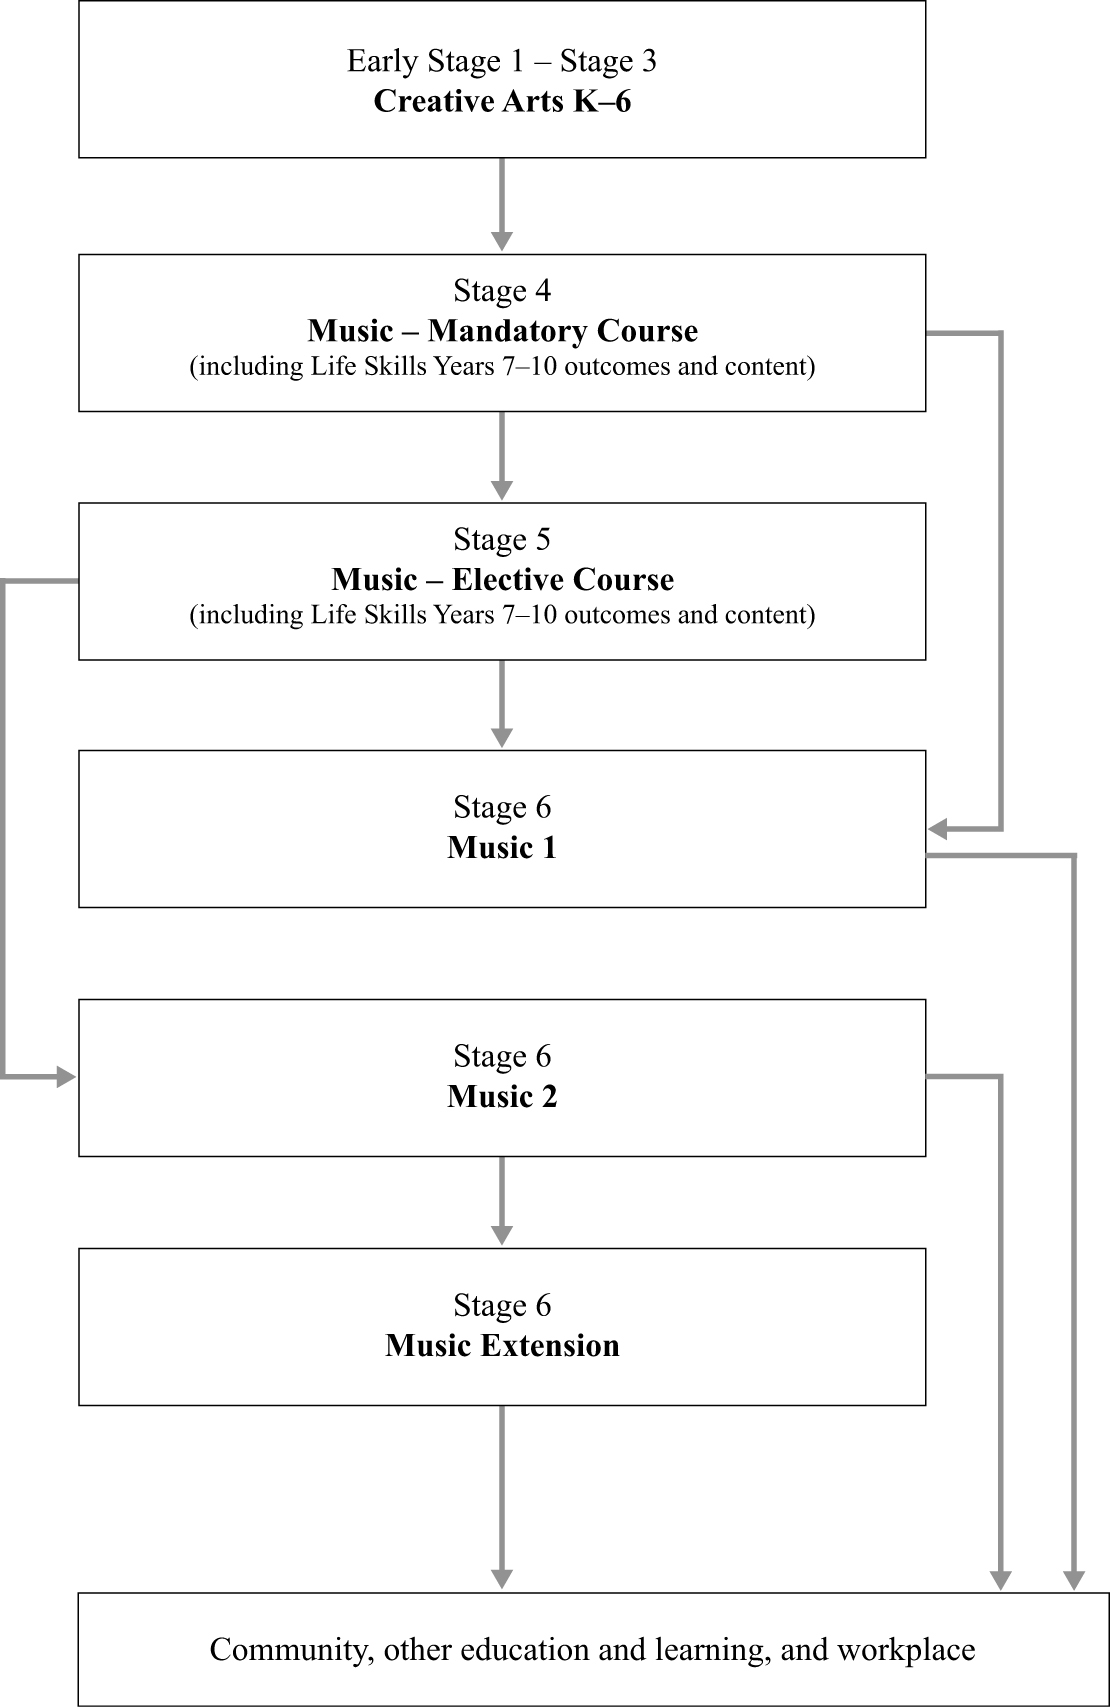 Early Stage 1 – Stage 3
Creative Arts K–6
Stage 4
Music – Mandatory Course
(including Life Skills Years 7–10 outcomes and content)
Stage 5
Music – Elective Course
(including Life Skills Years 7–10 outcomes and content)
Stage 6
Music 1
Stage 6
Music 2
Stage 6
Music Extension
Community, other education and learning, and workplace